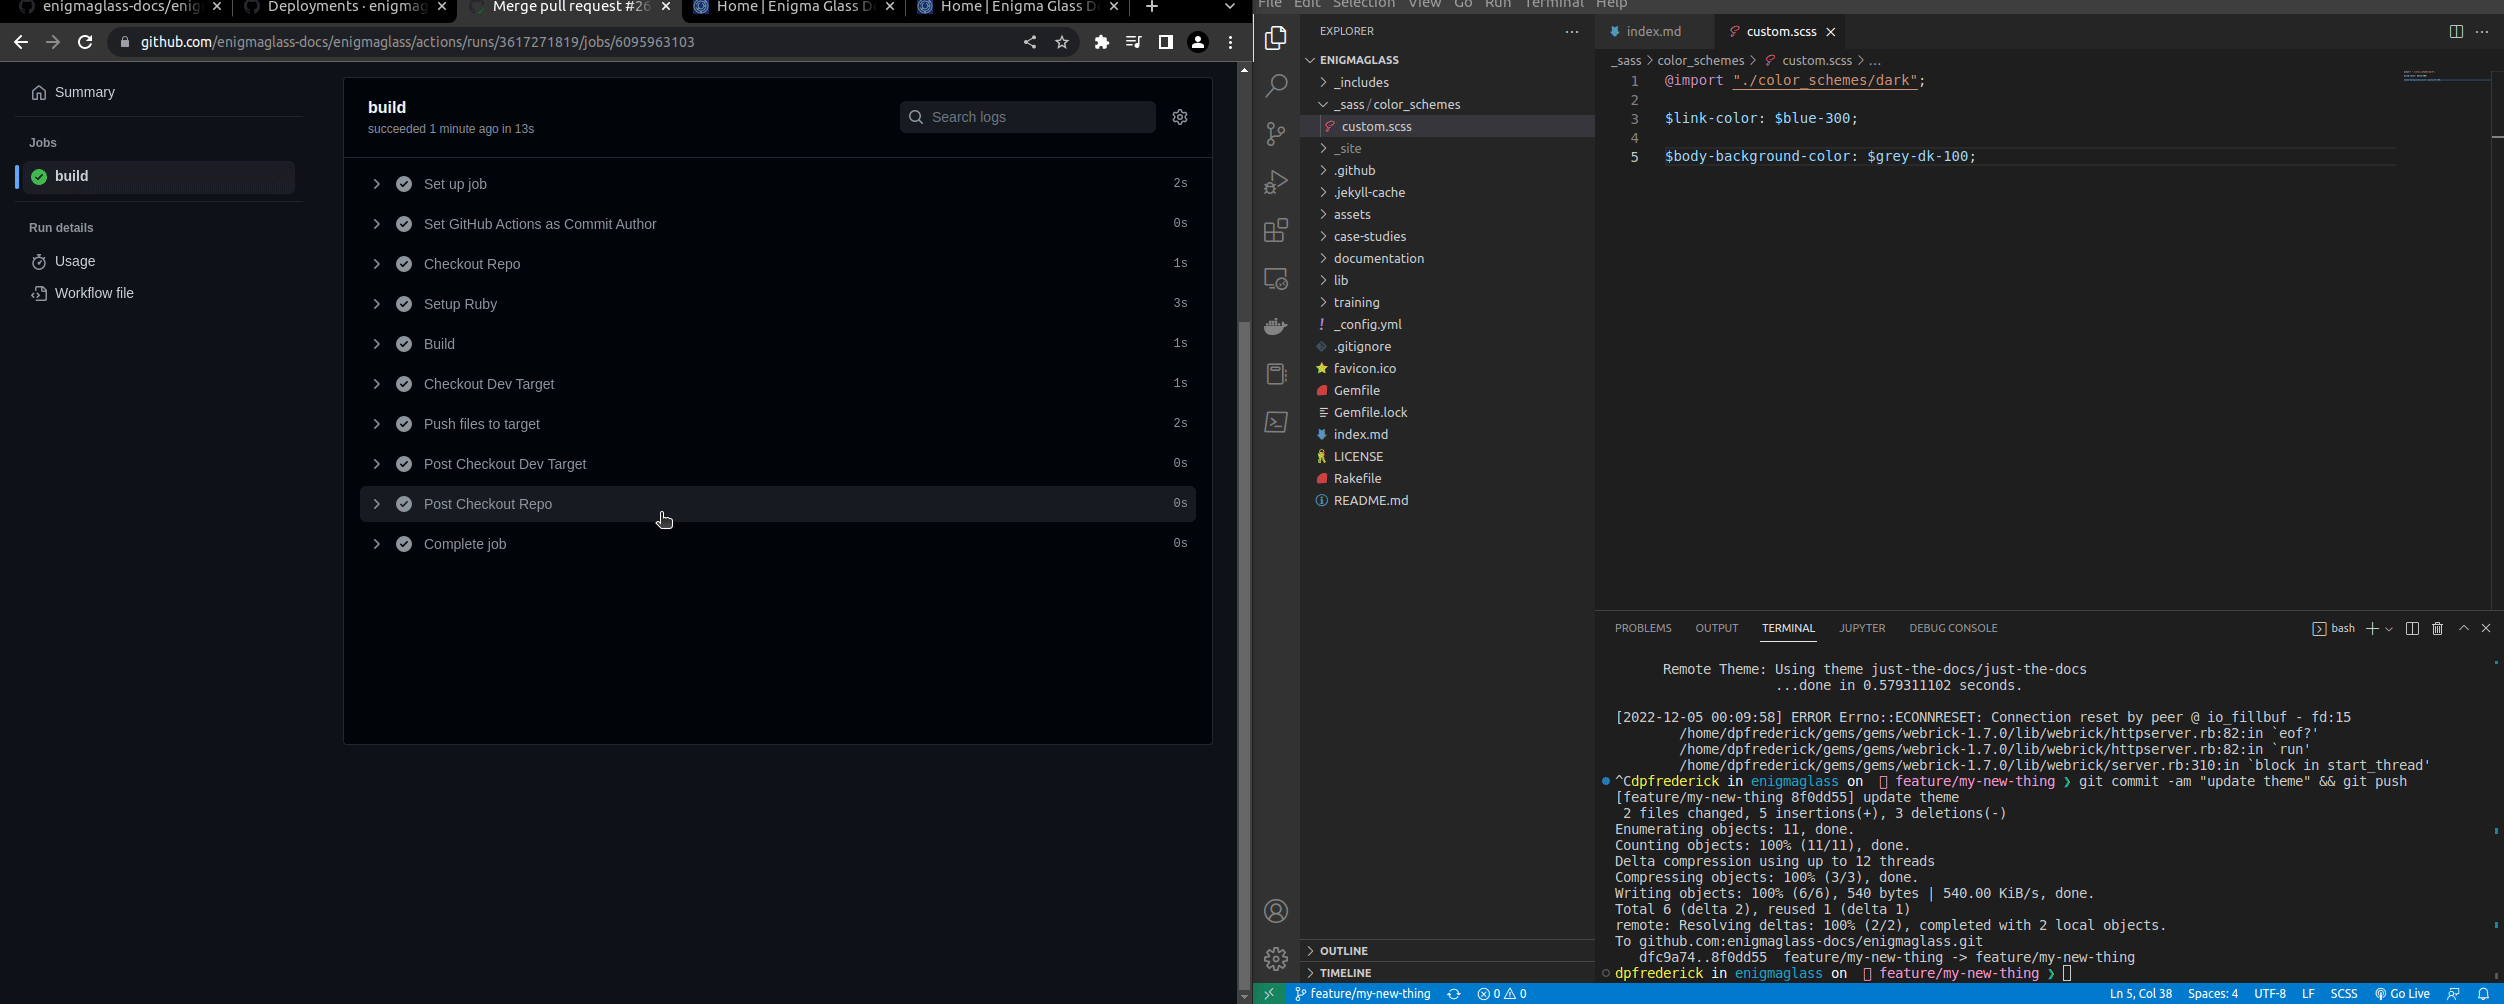 enigmaglass-docs/enig
Deployments · enigmag
Merge pull request #26
Home | Enigma Glass D
Home | Enigma Glass D
github.com/enigmaglass-docs/enigmaglass/actions/runs/3617271819/jobs/6095963103
Summary
Jobs
build
Run details
Usage
Workflow file
build
succeeded 1 minute ago in 13s
Search logs
Set up job 2s
Set GitHub Actions as Commit Author 0s
Checkout Repo 1s
Setup Ruby 3s
Build 1s
Checkout Dev Target 1s
Push files to target 2s
Post Checkout Dev Target 0s
Post Checkout Repo 0s
Complete job 0s
File Edit Selection View Go Run Terminal Help
EXPLORER
ENIGMAGLASS
_includes
_sass / color_schemes
custom.scss
_site
.github
.jekyll-cache
assets
case-studies
documentation
lib
training
_config.yml
.gitignore
favicon.ico
Gemfile
Gemfile.lock
index.md
LICENSE
Rakefile
README.md
OUTLINE
TIMELINE
index.md
custom.scss
_sass > color_schemes > custom.scss > ...
1 @import "./color_schemes/dark";
2
3 $link-color: $blue-300;
4
5 $body-background-color: $grey-dk-100;
PROBLEMS OUTPUT TERMINAL JUPYTER DEBUG CONSOLE
bash
Remote Theme: Using theme just-the-docs/just-the-docs
...done in 0.579311102 seconds.
[2022-12-05 00:09:58] ERROR Errno::ECONNRESET: Connection reset by peer @ io_fillbuf - fd:15
/home/dpfrederick/gems/gems/webrick-1.7.0/lib/webrick/httpserver.rb:82:in `eof?'
/home/dpfrederick/gems/gems/webrick-1.7.0/lib/webrick/httpserver.rb:82:in `run'
/home/dpfrederick/gems/gems/webrick-1.7.0/lib/webrick/server.rb:310:in `block in start_thread'
^Cdpfrederick in enigmaglass on feature/my-new-thing ❯ git commit -am "update theme" && git push
[feature/my-new-thing 8f0dd55] update theme
2 files changed, 5 insertions(+), 3 deletions(-)
Enumerating objects: 11, done.
Counting objects: 100% (11/11), done.
Delta compression using up to 12 threads
Compressing objects: 100% (3/3), done.
Writing objects: 100% (6/6), 540 bytes | 540.00 KiB/s, done.
Total 6 (delta 2), reused 1 (delta 1)
remote: Resolving deltas: 100% (2/2), completed with 2 local objects.
To github.com:enigmaglass-docs/enigmaglass.git
dfc9a74..8f0dd55 feature/my-new-thing -> feature/my-new-thing
dpfrederick in enigmaglass on feature/my-new-thing ❯
feature/my-new-thing 0 0 Ln 5, Col 38 Spaces: 4 UTF-8 LF SCSS Go Live